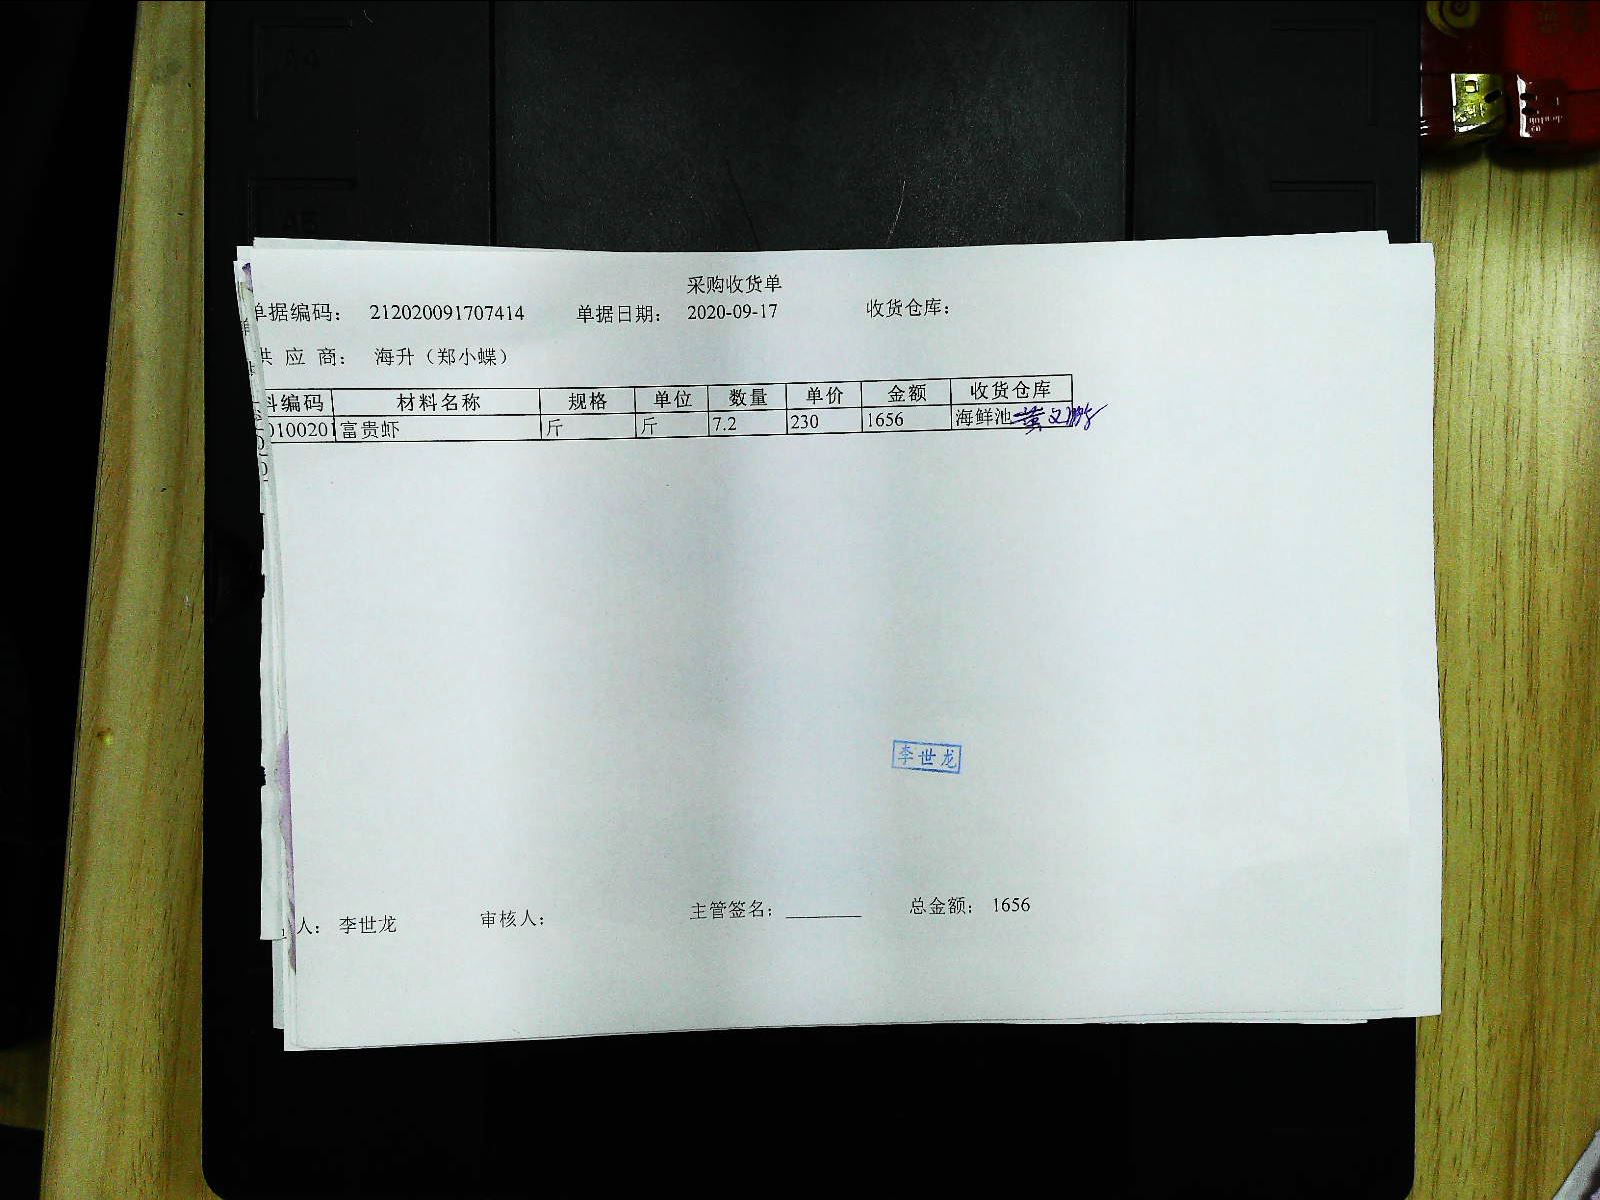 采购收货单
单据编码： 212020091707414 单据日期： 2020-09-17 收货仓库：
供 应 商： 海升（郑小蝶）
料编码 材料名称 规格 单位 数量 单价 金额 收货仓库
0100201 富贵虾 斤 斤 7.2 230 1656 海鲜池
李世龙
人： 李世龙 审核人： 主管签名： 总金额： 1656